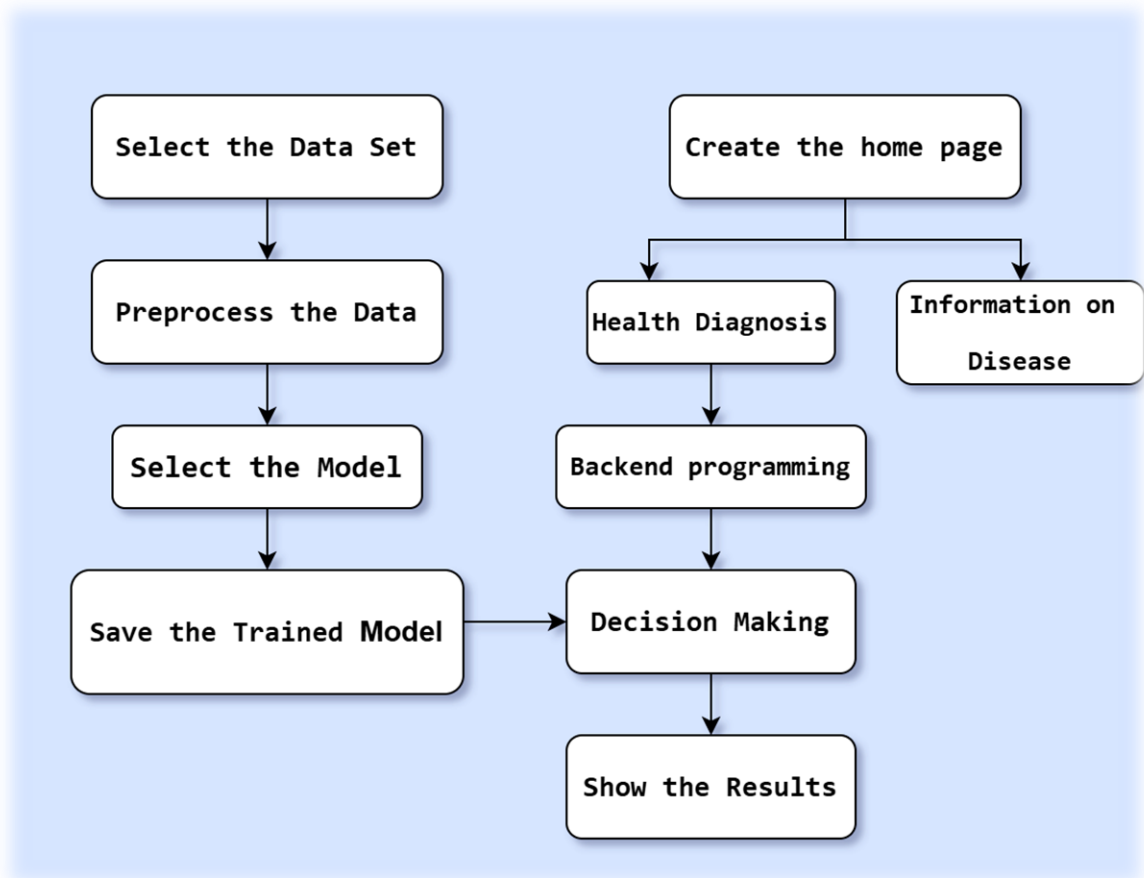 Select the Data Set
Preprocess the Data
Select the Model
Save the Trained Model
Create the home page
Health Diagnosis
Information on
Disease
Backend programming
Decision Making
Show the Results